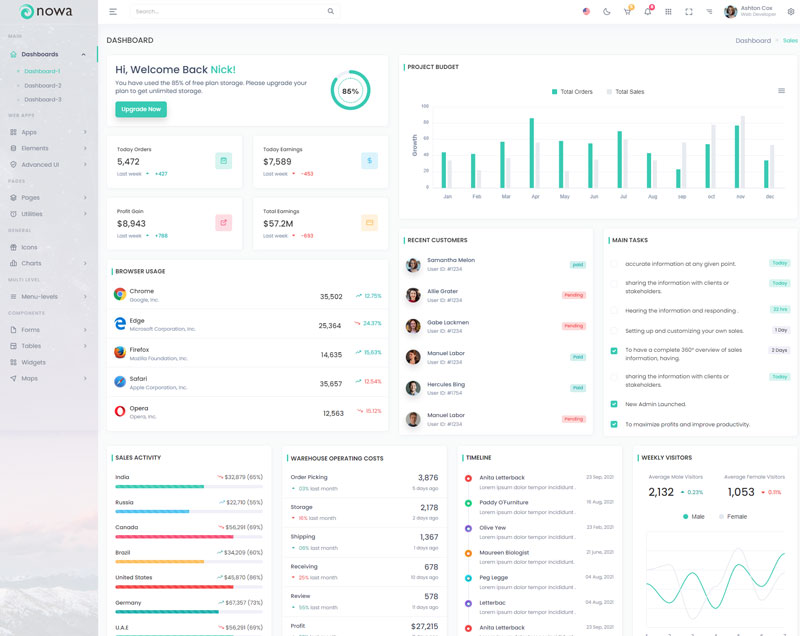 nowa
Search...
5
6
Ashton Cox
Web Developer
MAIN
Dashboards
Dashboard-1
Dashboard-2
Dashboard-3
WEB APPS
Apps
Elements
Advanced UI
PAGES
Pages
Utilities
GENERAL
Icons
Charts
MULTI LEVEL
Menu-levels
COMPONENTS
Forms
Tables
Widgets
Maps
DASHBOARD
Dashboard
Sales
Hi, Welcome Back Nick!
You have used the 85% of free plan storage. Please upgrade your
plan to get unlimited storage.
Upgrade Now
85%
Today Orders
5,472
Last week +427
Today Earnings
$7,589
Last week -453
Profit Gain
$8,943
Last week +788
Total Earnings
$57.2M
Last week -693
PROJECT BUDGET
Total Orders Total Sales
Growth
100
80
60
40
20
0
Jan Feb Mar Apr May Jun Jul Aug sep oct nov dec
BROWSER USAGE
Chrome
Google, Inc.
35,502 12.75%
Edge
Microsoft Corporation, Inc.
25,364 24.37%
Firefox
Mozilla Foundation, Inc.
14,635 15.63%
Safari
Apple Corporation, Inc.
35,657 12.54%
Opera
Opera, Inc.
12,563 15.12%
RECENT CUSTOMERS
Samantha Melon
User ID: #1234
paid
Allie Grater
User ID: #1234
Pending
Gabe Lackmen
User ID: #1234
Pending
Manuel Labor
User ID: #1234
Paid
Hercules Bing
User ID: #1754
Paid
Manuel Labor
User ID: #1234
Pending
MAIN TASKS
accurate information at any given point. Today
sharing the information with clients or
stakeholders.
Today
Hearing the information and responding . 22 hrs
Setting up and customizing your own sales. 1 Day
To have a complete 360° overview of sales
information, having.
2 Days
sharing the information with clients or
stakeholders.
Today
New Admin Launched.
To maximize profits and improve productivity.
SALES ACTIVITY
India $32,879 (65%)
Russia $22,710 (55%)
Canada $56,291 (69%)
Brazil $34,209 (60%)
United States $45,870 (86%)
Germany $67,357 (73%)
U.A.E $56,291 (69%)
WAREHOUSE OPERATING COSTS
Order Picking 3,876
03% last month 5 days ago
Storage 2,178
16% last month 2 days ago
Shipping 1,367
06% last month 1 days ago
Receiving 678
25% last month 10 days ago
Review 578
55% last month 11 days ago
Profit $27,215
TIMELINE
Anita Letterback 23 Sep, 2021
Lorem ipsum dolor tempor incididunt .
Paddy O'Furniture 16 Aug, 2021
Lorem ipsum dolor tempor incididunt .
Olive Yew 23 Feb, 2021
Lorem ipsum dolor tempor incididunt .
Maureen Biologist 21 june, 2021
Lorem ipsum dolor tempor incididunt .
Peg Legge 04 Aug, 2021
Lorem ipsum dolor tempor incididunt .
Letterbac 04 Aug, 2021
Lorem ipsum dolor tempor incididunt .
Anita Letterback
WEEKLY VISITORS
Average Male Visitors
2,132 0.23%
Average Female Visitors
1,053 0.11%
Male Female